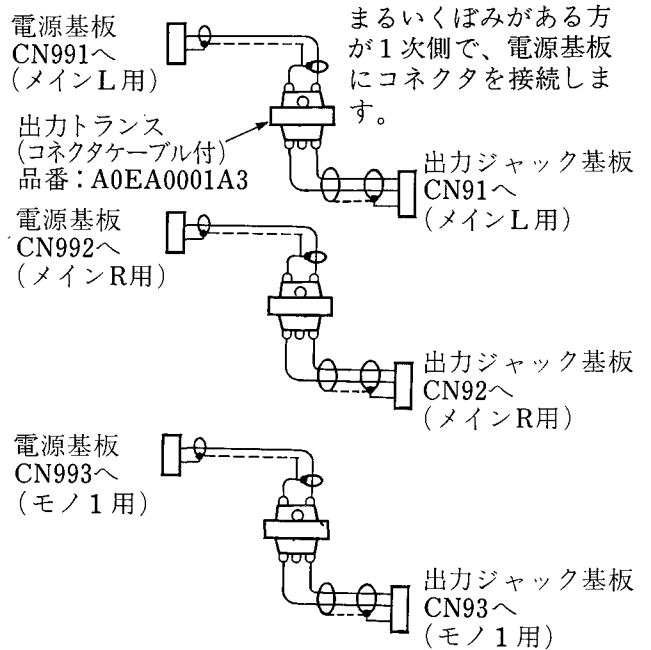 電源基板
CN991へ
(メインL用)
まるいくぼみがある方
が1次側で、電源基板
にコネクタを接続しま
す。
出力トランス
(コネクタケーブル付)
品番：A0EA0001A3
出力ジャック基板
CN91へ
(メインL用)
電源基板
CN992へ
(メインR用)
出力ジャック基板
CN92へ
(メインR用)
電源基板
CN993へ
(モノ1用)
出力ジャック基板
CN93へ
(モノ1用)